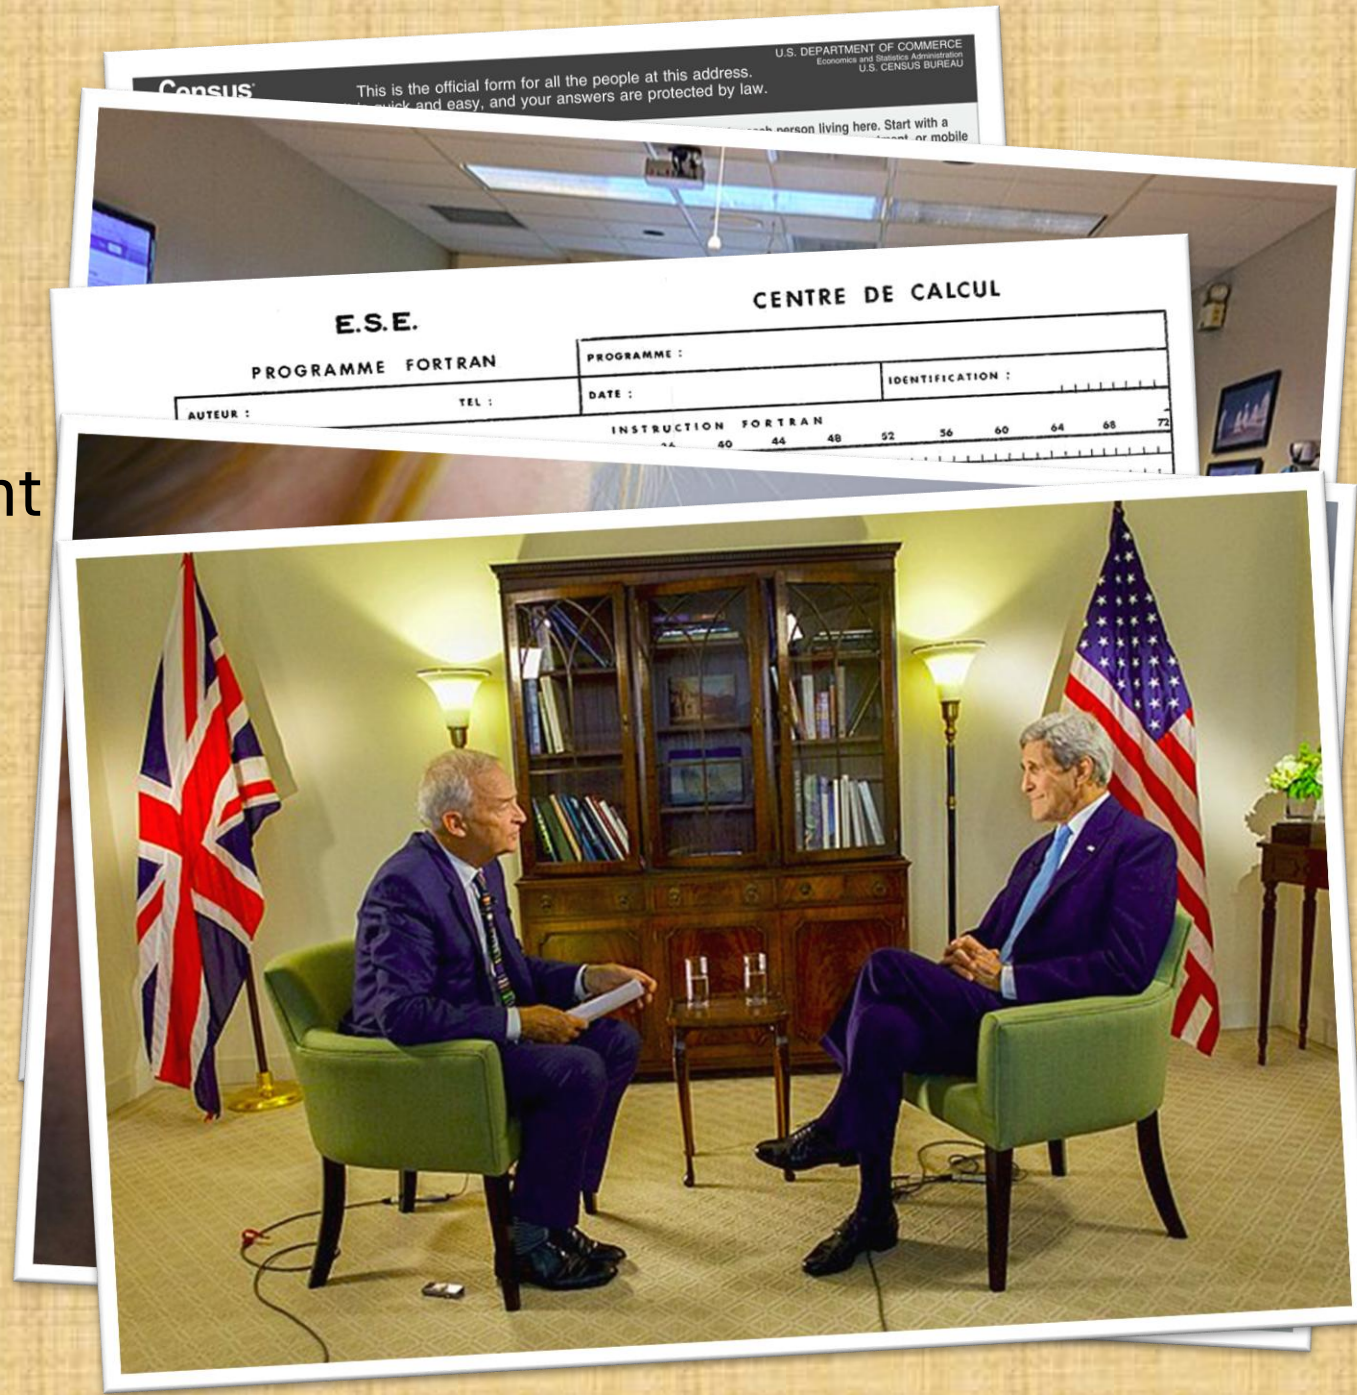 U.S. DEPARTMENT OF COMMERCE
Economics and Statistics Administration
U.S. CENSUS BUREAU
Census
This is the official form for all the people at this address.
quick and easy, and your answers are protected by law.
person living here. Start with a
or mobile
E.S.E.
CENTRE DE CALCUL
PROGRAMME FORTRAN
PROGRAMME :
AUTEUR :
TEL :
DATE :
IDENTIFICATION :
INSTRUCTION FORTRAN
40 44 48 52 56 60 64 68 72
nt